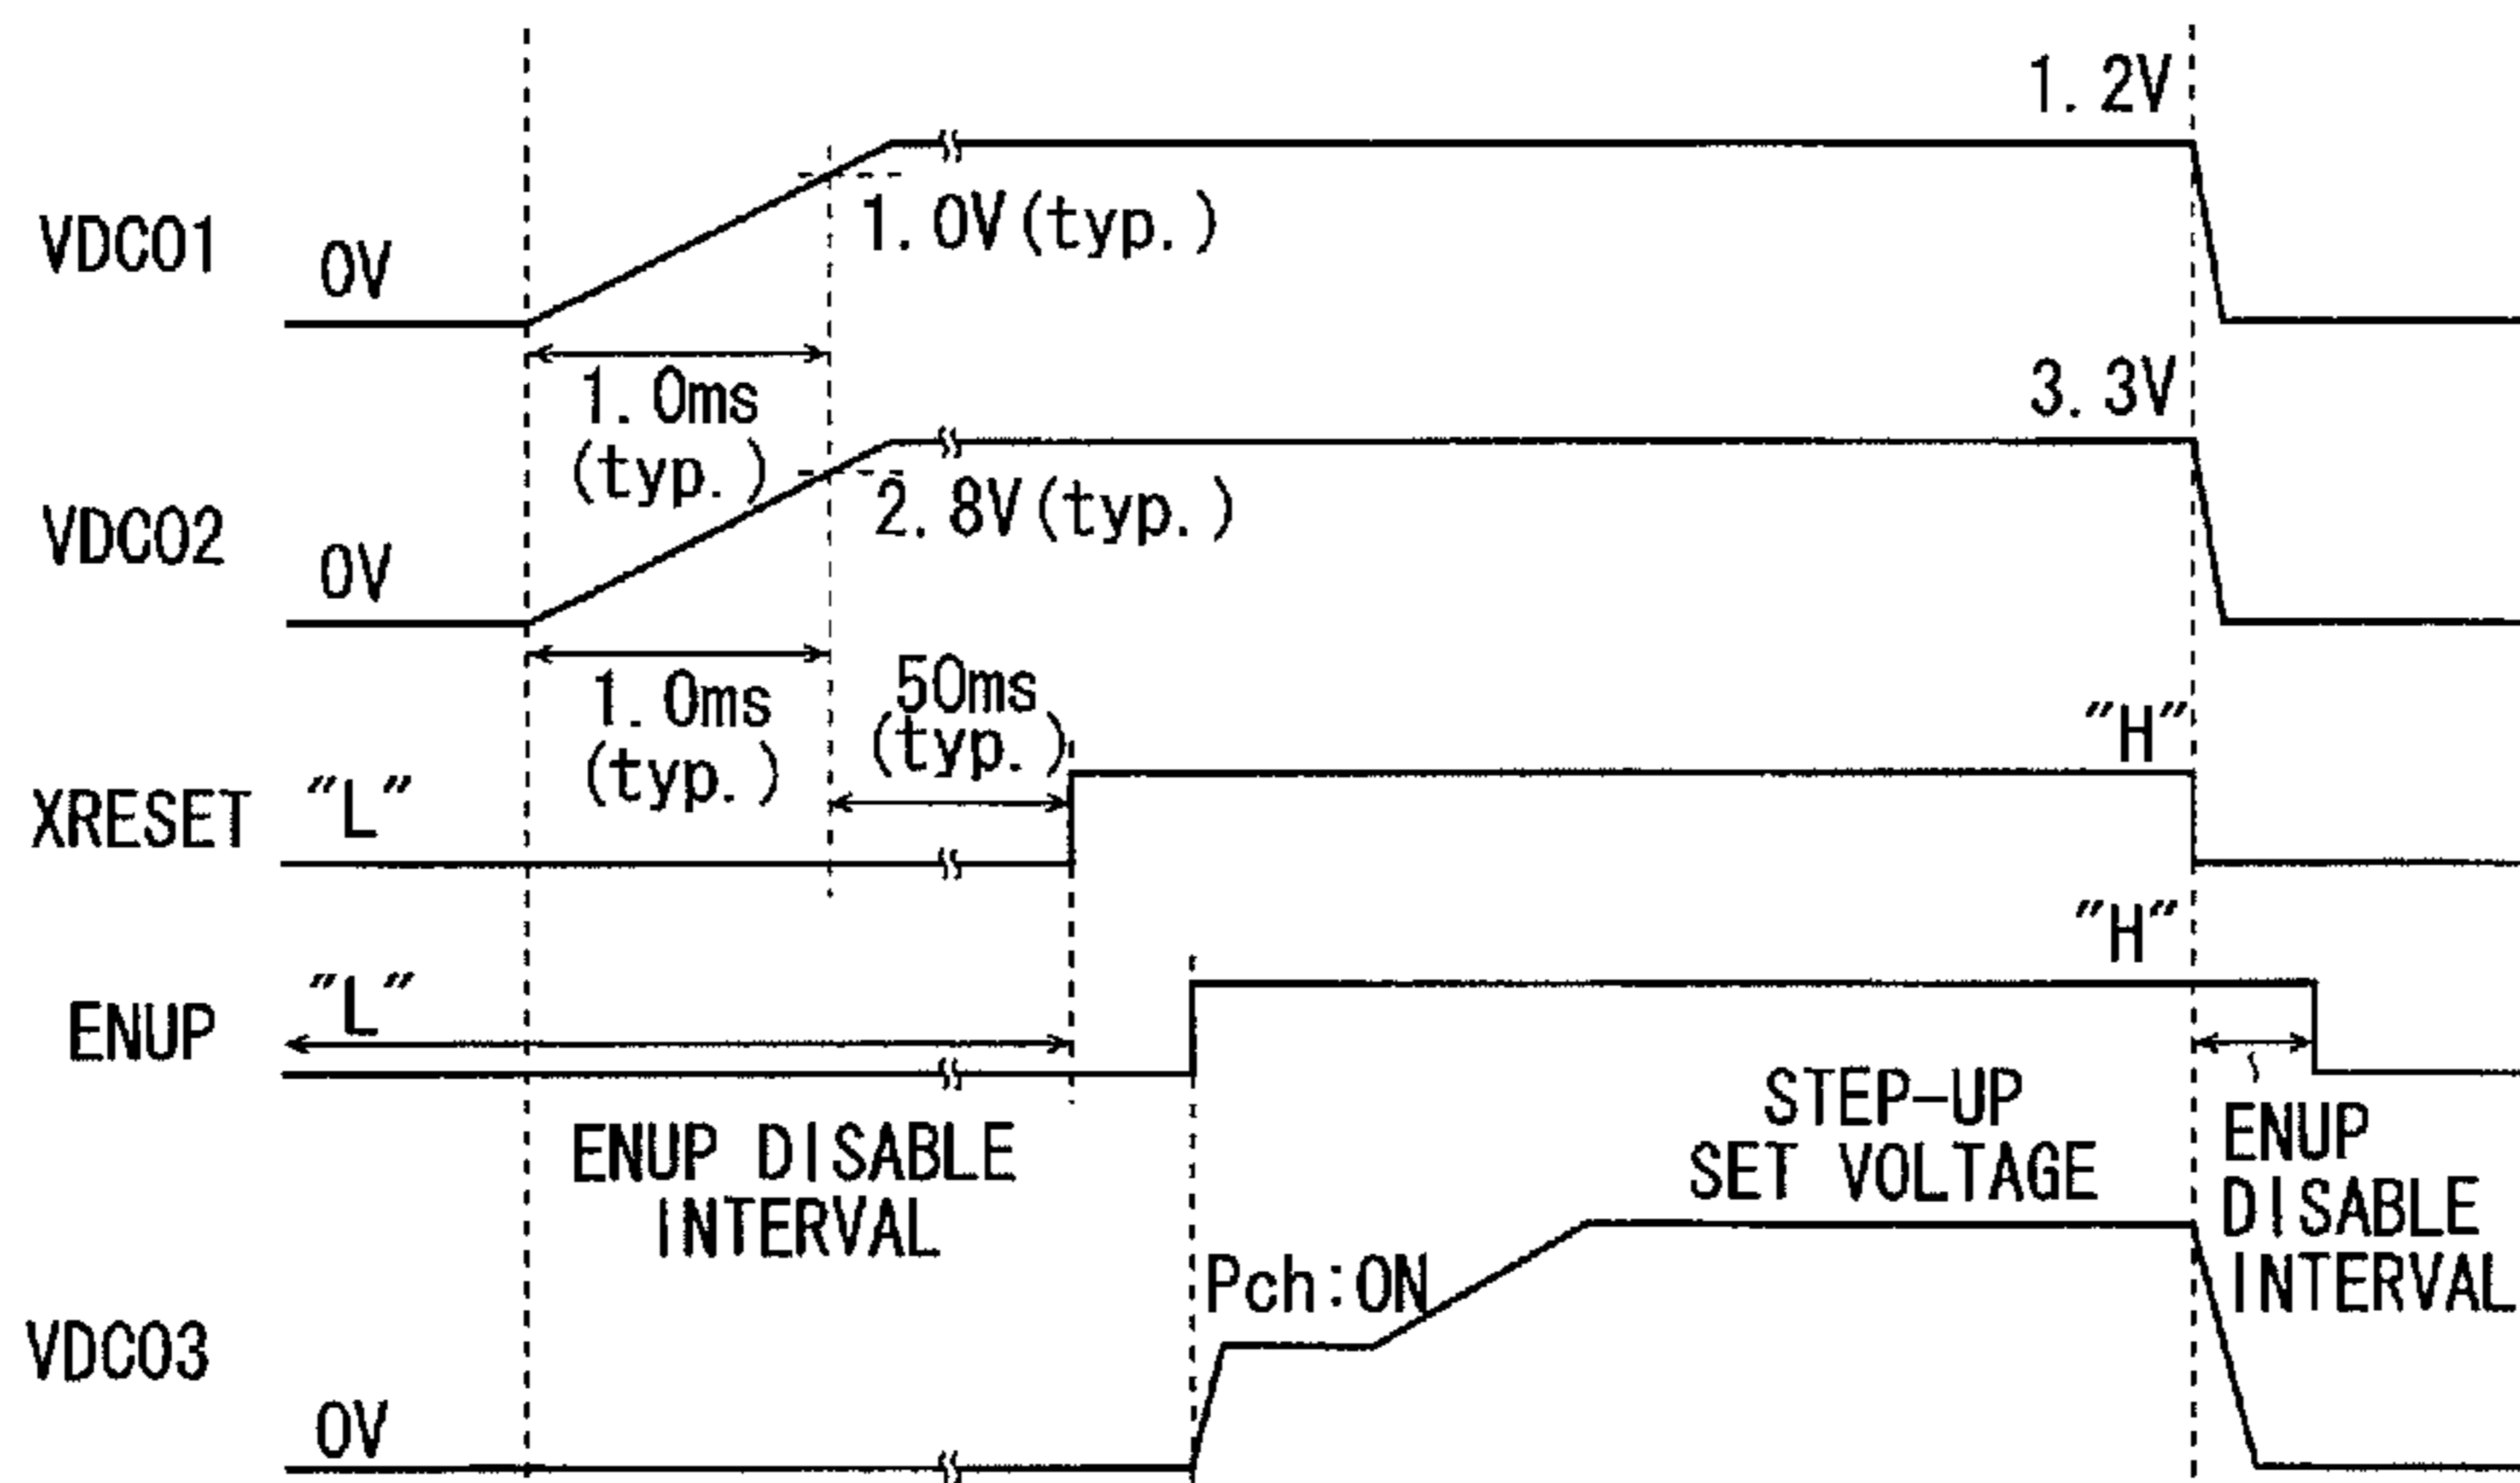 1.2V
VDCO1
0V
1.0V(typ.)
1.0ms
(typ.)
3.3V
VDCO2
0V
2.8V(typ.)
1.0ms
(typ.)
50ms
(typ.)
"H"
XRESET
"L"
"H"
ENUP
"L"
ENUP DISABLE
INTERVAL
STEP-UP
SET VOLTAGE
ENUP
DISABLE
INTERVAL
Pch:ON
VDCO3
0V